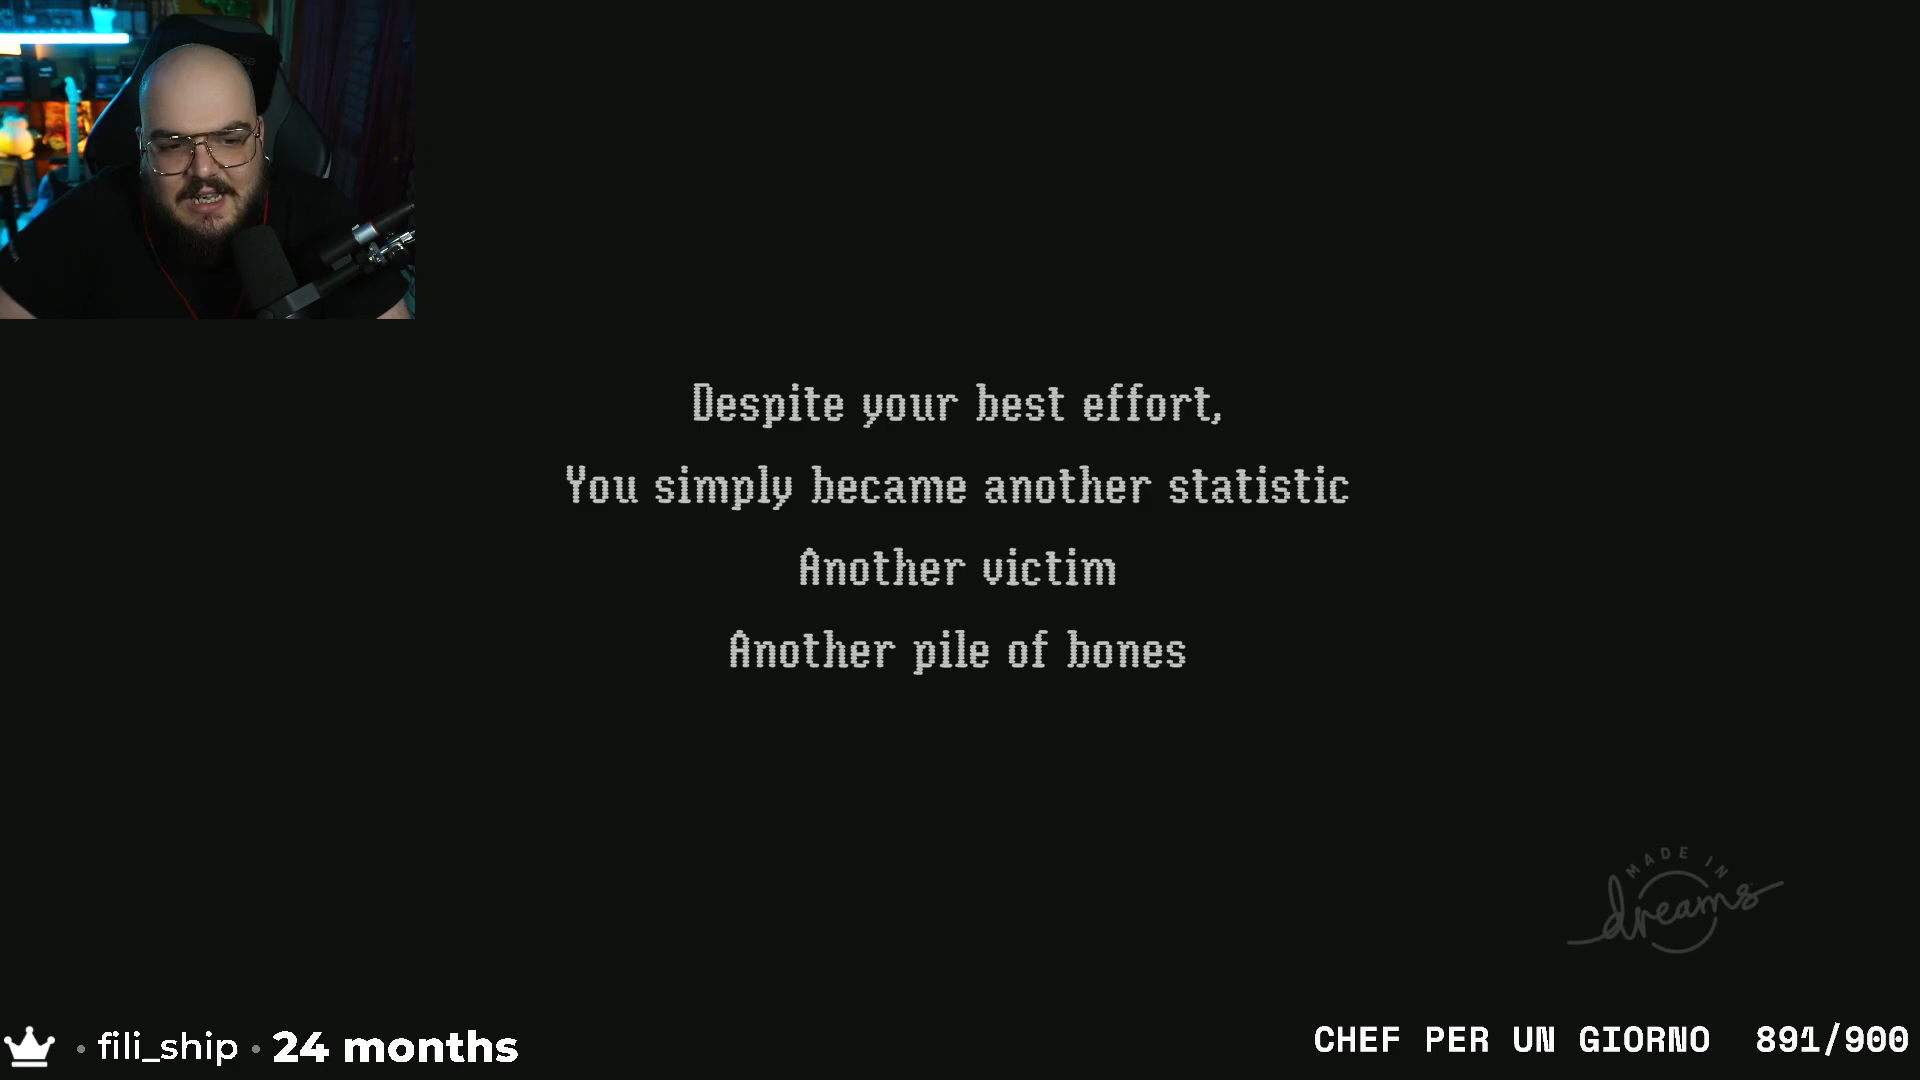 Despite your best effort,
You simply became another statistic
Another victim
Another pile of bones
MADE IN
dreams
• fili_ship • 24 months
CHEF PER UN GIORNO 891/900